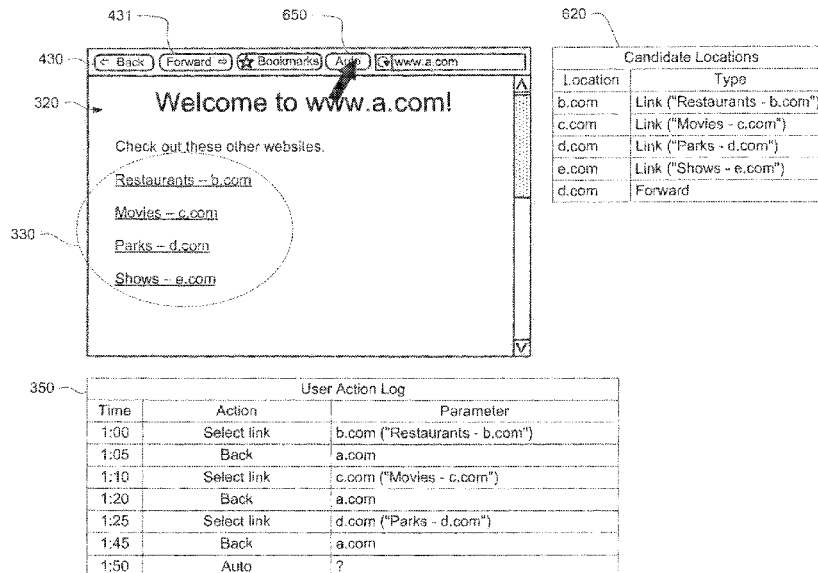 431 650 620
430 ← Back Forward ⇨ ☆ Bookmarks Auto www.a.com
320 Welcome to www.a.com!
Check out these other websites.
Restaurants – b.com
Movies – c.com
330
Parks – d.com
Shows – e.com
Candidate Locations
Location Type
b.com Link ("Restaurants - b.com")
c.com Link ("Movies - c.com")
d.com Link ("Parks - d.com")
e.com Link ("Shows - e.com")
d.com Forward
350 User Action Log
Time Action Parameter
1:00 Select link b.com ("Restaurants - b.com")
1:05 Back a.com
1:10 Select link c.com ("Movies - c.com")
1:20 Back a.com
1:25 Select link d.com ("Parks - d.com")
1:45 Back a.com
1:50 Auto ?